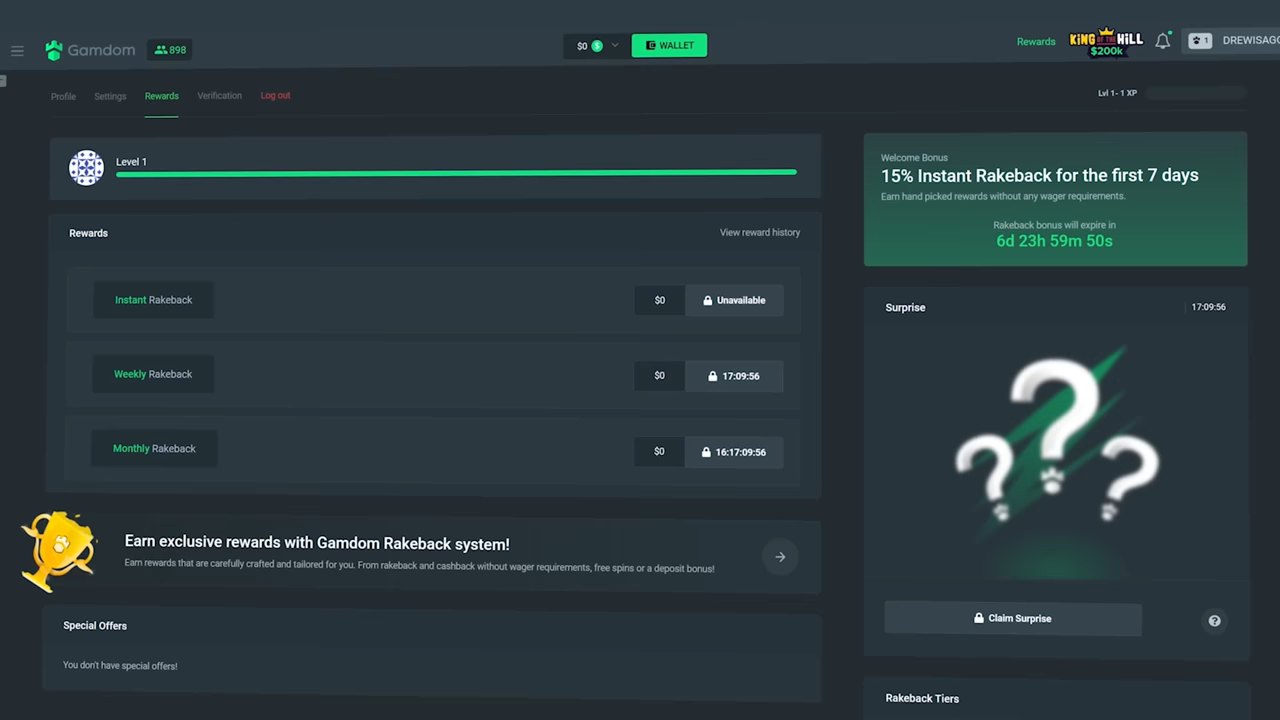 Gamdom
898
$0
WALLET
Rewards
KING OF THE HILL
$200k
1
Profile
Settings
Rewards
Verification
Log out
Lvl 1- 1 XP
Level 1
Rewards
View reward history
Instant Rakeback
$0
Unavailable
Weekly Rakeback
$0
17:09:56
Monthly Rakeback
$0
16:17:09:56
Earn exclusive rewards with Gamdom Rakeback system!
Earn rewards that are carefully crafted and tailored for you. From rakeback and cashback without wager requirements, free spins or a deposit bonus!
Special Offers
You don't have special offers!
Welcome Bonus
15% Instant Rakeback for the first 7 days
Earn hand picked rewards without any wager requirements.
Rakeback bonus will expire in
6d 23h 59m 50s
Surprise
17:09:56
???
Claim Surprise
?
Rakeback Tiers